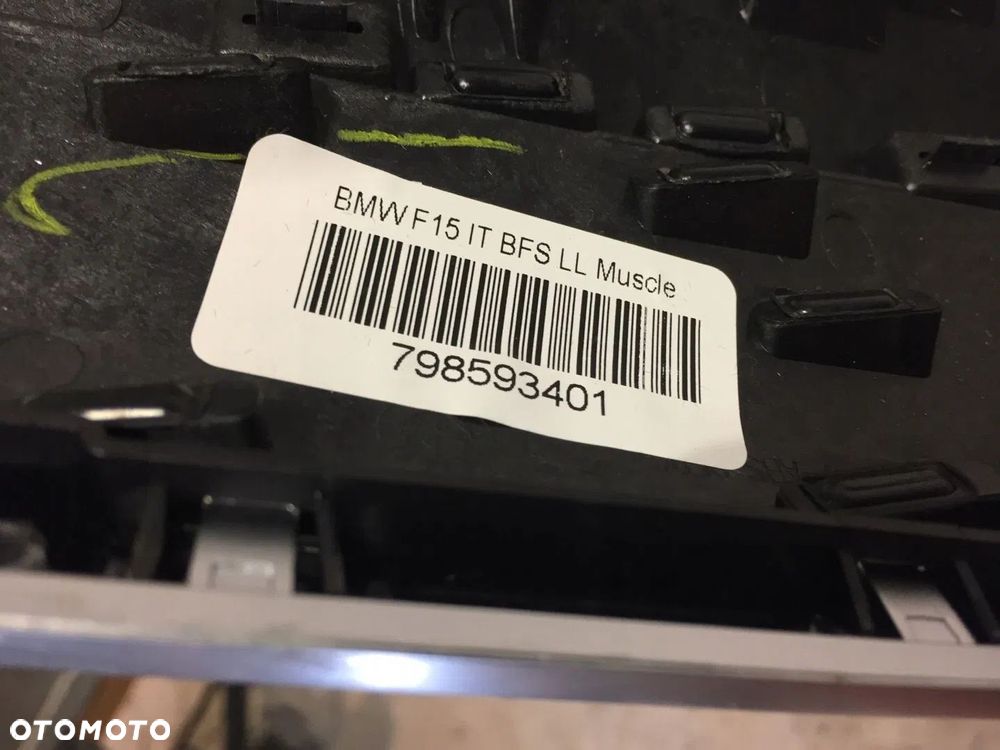 BMW F15 IT BFS LL Muscle
798593401
OTOMOTO